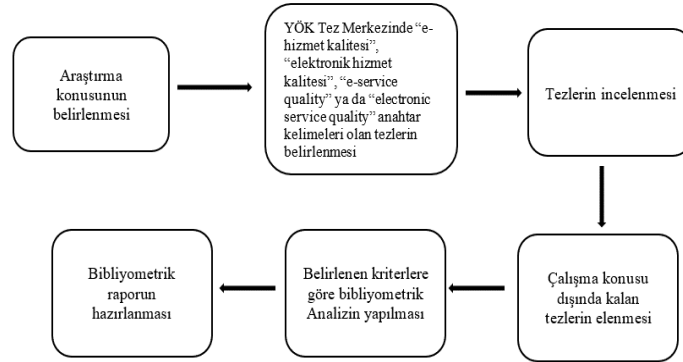 Araştırma
konusunun
belirlenmesi
YÖK Tez Merkezinde “e-
hizmet kalitesi”,
“elektronik hizmet
kalitesi”, “e-service
quality” ya da “electronic
service quality” anahtar
kelimeleri olan tezlerin
belirlenmesi
Tezlerin incelenmesi
Çalışma konusu
dışında kalan
tezlerin elenmesi
Belirlenen kriterlere
göre bibliyometrik
Analizin yapılması
Bibliyometrik
raporun
hazırlanması